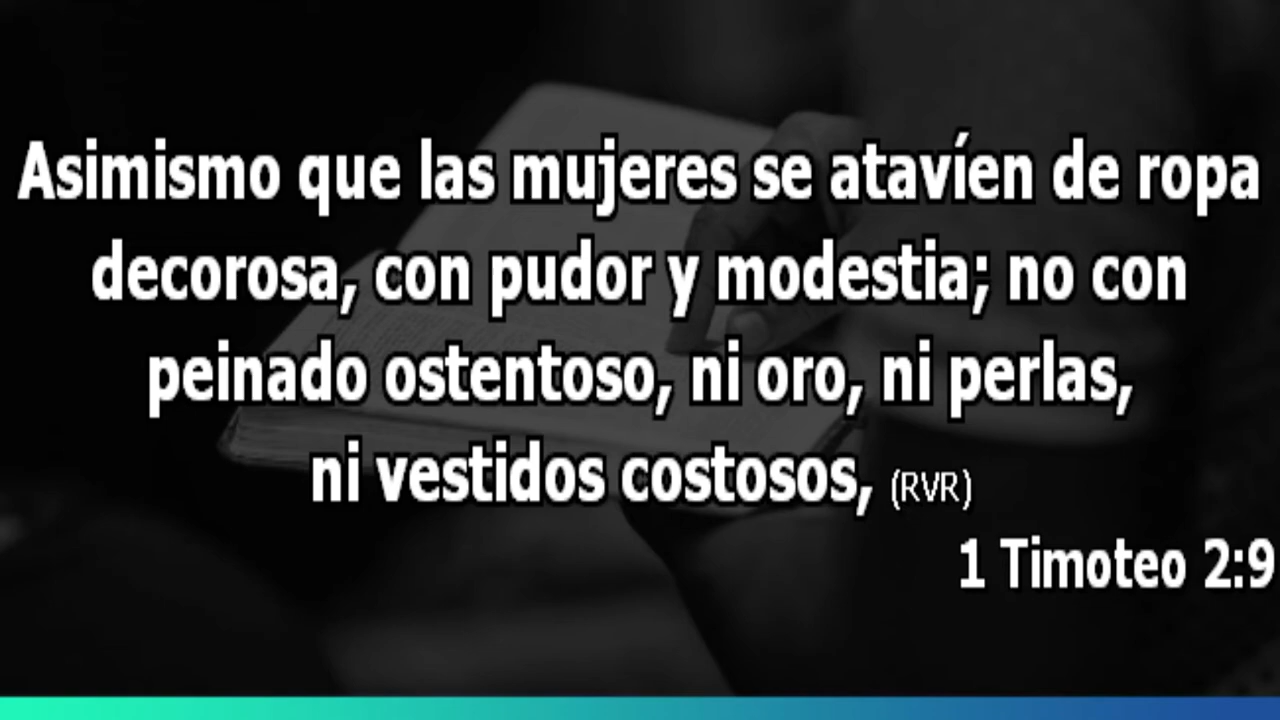 Asimismo que las mujeres se atavíen de ropa
decorosa, con pudor y modestia; no con
peinado ostentoso, ni oro, ni perlas,
ni vestidos costosos, (RVR)
1 Timoteo 2:9